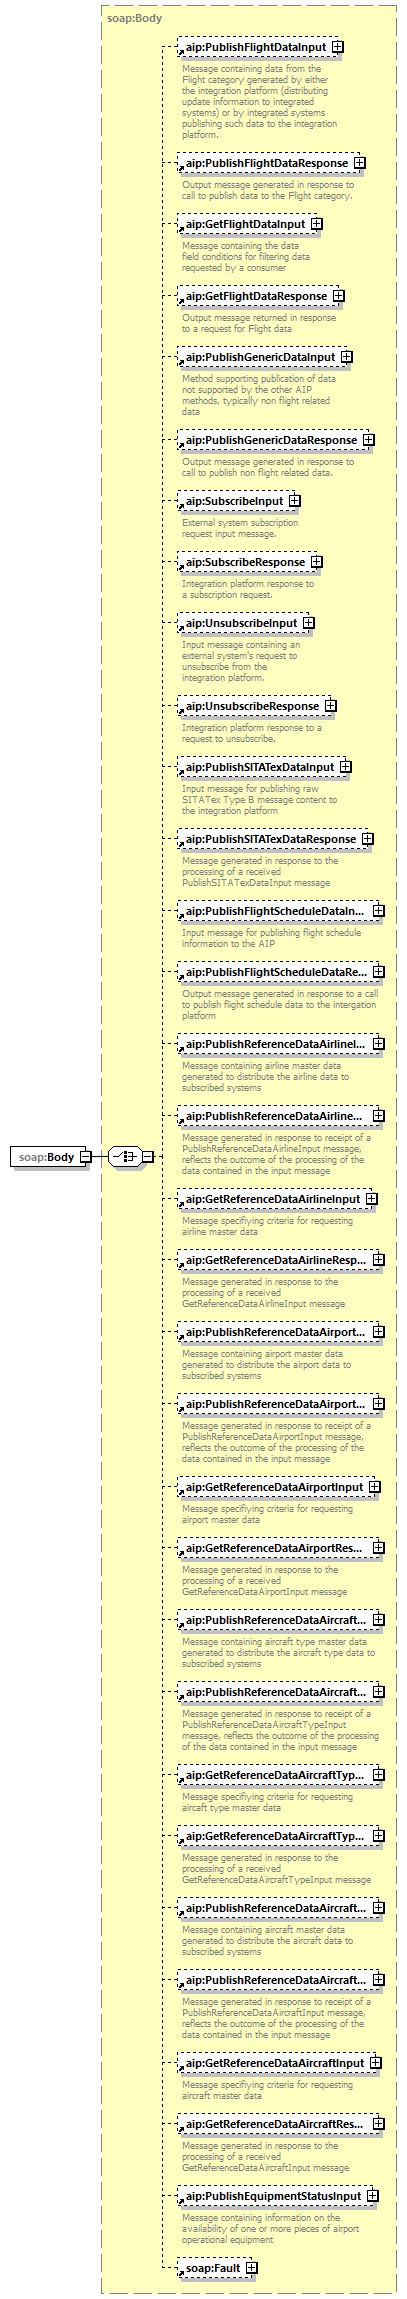 soap:Body
aip:PublishFlightDataInput
Message containing data from the
Flight category generated by either
the integration platform (distributing
update information to integrated
systems) or by integrated systems
publishing such data to the integration
platform.
aip:PublishFlightDataResponse
Output message generated in response to
call to publish data to the Flight category.
aip:GetFlightDataInput
Message containing the data
field conditions for filtering data
requested by a consumer
aip:GetFlightDataResponse
Output message returned in response
to a request for Flight data
aip:PublishGenericDataInput
Method supporting publication of data
not supported by the other AIP
methods, typically non flight related
data
aip:PublishGenericDataResponse
Output message generated in response to
call to publish non flight related data.
aip:SubscribeInput
External system subscription
request input message.
aip:SubscribeResponse
Integration platform response to
a subscription request.
aip:UnsubscribeInput
Input message containing an
external system's request to
unsubscribe from the
integration platform.
aip:UnsubscribeResponse
Integration platform response to a
request to unsubscribe.
aip:PublishSITATexDataInput
Input message for publishing raw
SITATex Type B message content to
the integration platform
aip:PublishSITATexDataResponse
Message generated in response to the
processing of a received
PublishSITATexDataInput message
aip:PublishFlightScheduleDataIn...
Input message for publishing flight schedule
information to the AIP
aip:PublishFlightScheduleDataRe...
Output message generated in response to a call
to publish flight schedule data to the intergation
platform
aip:PublishReferenceDataAirlineI...
Message containing airline master data
generated to distribute the airline data to
subscribed systems
aip:PublishReferenceDataAirline...
Message generated in response to receipt of a
PublishReferenceDataAirlineInput message,
reflects the outcome of the processing of the
data contained in the input message
soap:Body
aip:GetReferenceDataAirlineInput
Message specifiying criteria for requesting
airline master data
aip:GetReferenceDataAirlineResp...
Message generated in response to the
processing of a received
GetReferenceDataAirlineInput message
aip:PublishReferenceDataAirport...
Message containing airport master data
generated to distribute the airport data to
subscribed systems
aip:PublishReferenceDataAirport...
Message generated in response to receipt of a
PublishReferenceDataAirportInput message,
reflects the outcome of the processing of the
data contained in the input message
aip:GetReferenceDataAirportInput
Message specifiying criteria for requesting
airport master data
aip:GetReferenceDataAirportRes...
Message generated in response to the
processing of a received
GetReferenceDataAirportInput message
aip:PublishReferenceDataAircraft...
Message containing aircraft type master data
generated to distribute the aircraft type data to
subscribed systems
aip:PublishReferenceDataAircraft...
Message generated in response to receipt of a
PublishReferenceDataAircraftTypeInput
message, reflects the outcome of the processing
of the data contained in the input message
aip:GetReferenceDataAircraftTyp...
Message specifiying criteria for requesting
aircaft type master data
aip:GetReferenceDataAircraftTyp...
Message generated in response to the
processing of a received
GetReferenceDataAircraftTypeInput message
aip:PublishReferenceDataAircraft...
Message containing aircraft master data
generated to distribute the aircraft data to
subscribed systems
aip:PublishReferenceDataAircraft...
Message generated in response to receipt of a
PublishReferenceDataAircraftInput message,
reflects the outcome of the processing of the
data contained in the input message
aip:GetReferenceDataAircraftInput
Message specifiying criteria for requesting
aircraft master data
aip:GetReferenceDataAircraftRes...
Message generated in response to the
processing of a received
GetReferenceDataAircraftInput message
aip:PublishEquipmentStatusInput
Message containing information on the
availability of one or more pieces of airport
operational equipment
soap:Fault